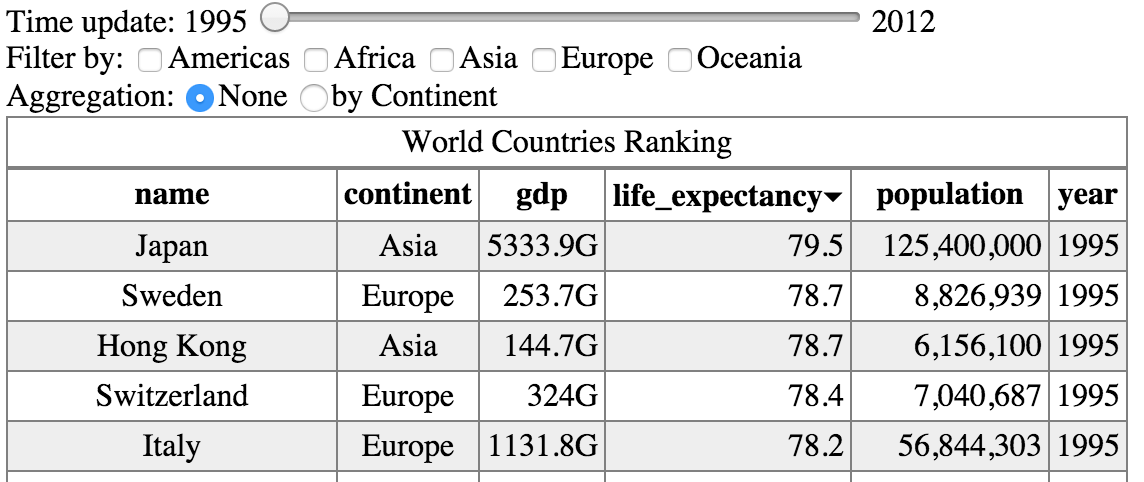 Time update: 1995 2012
Filter by: Americas Africa Asia Europe Oceania
Aggregation: None by Continent
World Countries Ranking
name continent gdp life_expectancy population year
Japan Asia 5333.9G 79.5 125,400,000 1995
Sweden Europe 253.7G 78.7 8,826,939 1995
Hong Kong Asia 144.7G 78.7 6,156,100 1995
Switzerland Europe 324G 78.4 7,040,687 1995
Italy Europe 1131.8G 78.2 56,844,303 1995